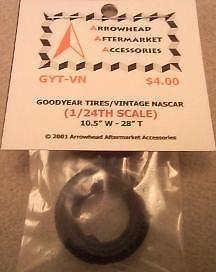 ARROWHEAD
AFTERMARKET
ACCESSORIES
GYT-VN $4.00
GOODYEAR TIRES/VINTAGE NASCAR
(1/24TH SCALE)
10.5" W - 28" T
© 2001 Arrowhead Aftermarket Accessories